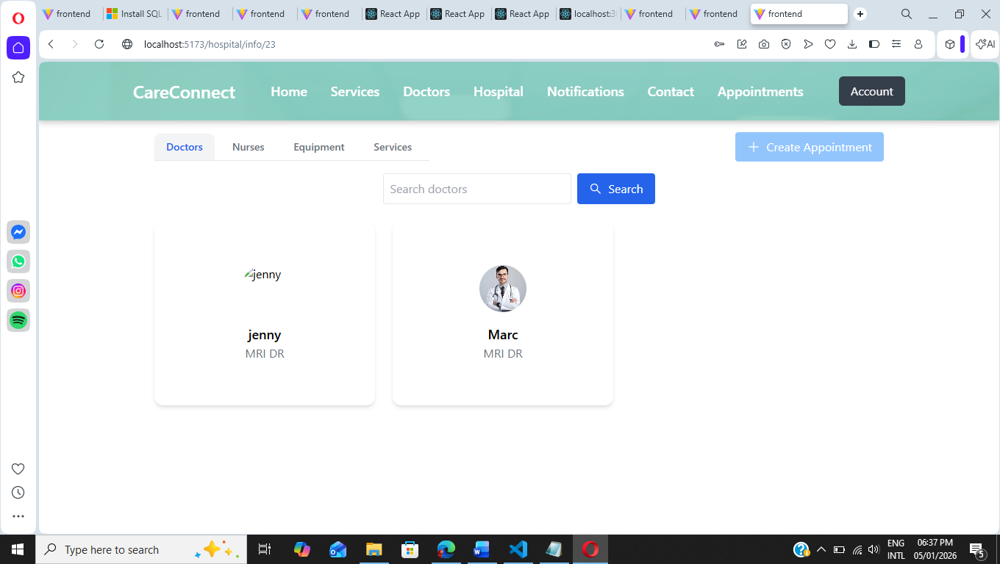 frontend
Install SQL
frontend
frontend
frontend
React App
React App
React App
localhost:3
frontend
frontend
frontend
localhost:5173/hospital/info/23
AI
CareConnect
Home
Services
Doctors
Hospital
Notifications
Contact
Appointments
Account
Doctors
Nurses
Equipment
Services
Create Appointment
Search doctors
Search
jenny
jenny
MRI DR
Marc
MRI DR
Type here to search
ENG
INTL
06:37 PM
05/01/2026
5